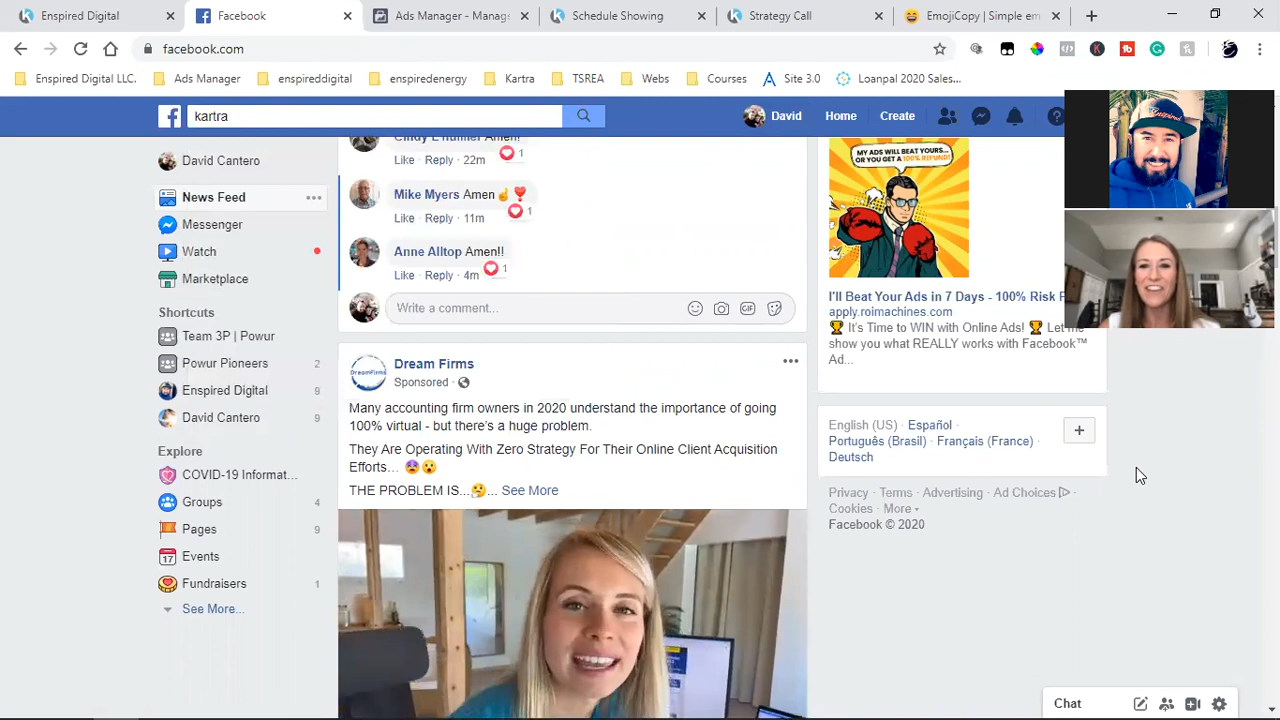 Enspired Digital
Facebook
Ads Manager - Manag
Schedule Showing
Strategy Call
EmojiCopy | Simple em
facebook.com
Enspired Digital LLC.
Ads Manager
enspireddigital
enspiredenergy
Kartra
TSREA
Webs
Courses
Site 3.0
Loanpal 2020 Sales...
kartra
David
Home
Create
David Cantero
News Feed
Messenger
Watch
Marketplace
Shortcuts
Team 3P | Powur
Powur Pioneers 2
Enspired Digital 9
David Cantero 9
Explore
COVID-19 Informat...
Groups 4
Pages 9
Events
Fundraisers 1
See More...
Like · Reply · 22m 1
Mike Myers Amen☝❣
Like · Reply · 11m 1
Anne Alltop Amen!!
Like · Reply · 4m 1
Write a comment...
GIF
Dream Firms
Sponsored ·
DreamFirms
Many accounting firm owners in 2020 understand the importance of going
100% virtual - but there's a huge problem.
They Are Operating With Zero Strategy For Their Online Client Acquisition
Efforts... 😨😮
THE PROBLEM IS...🤔... See More
MY ADS WILL BEAT YOURS...
OR YOU GET A 100% REFUND!
I'll Beat Your Ads in 7 Days - 100% Risk F
apply.roimachines.com
🏆 It's Time to WIN with Online Ads! 🏆 Let me
show you what REALLY works with Facebook™
Ad...
English (US) · Español ·
Português (Brasil) · Français (France) ·
Deutsch
Privacy · Terms · Advertising · Ad Choices ·
Cookies · More
Facebook © 2020
Chat